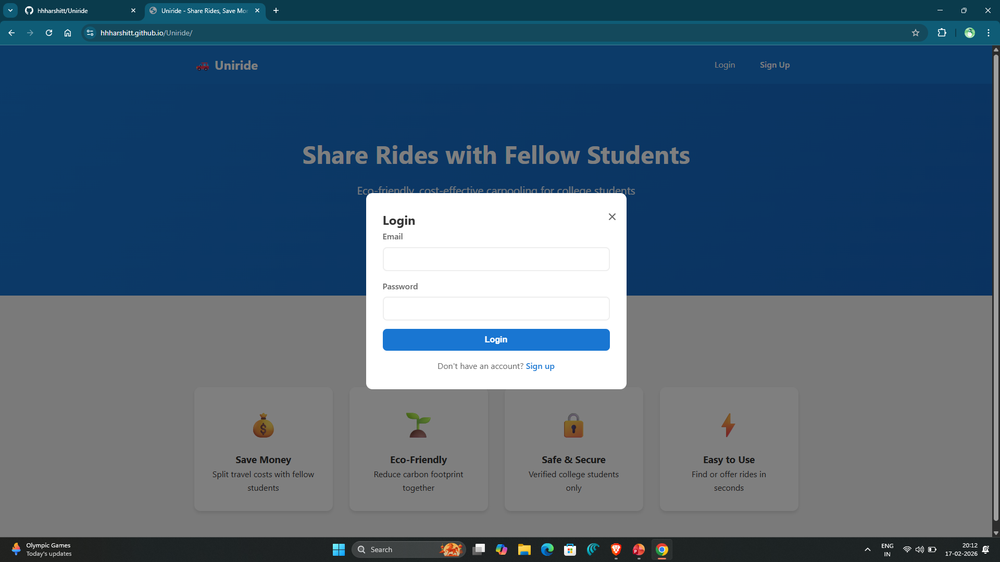 hhharshitt/Uniride
Uniride - Share Rides, Save Mo
hhharshitt.github.io/Uniride/
Uniride
Login
Sign Up
Share Rides with Fellow Students
Eco-friendly, cost-effective carpooling for college students
Login
Email
Password
Login
Don't have an account? Sign up
Save Money
Split travel costs with fellow
students
Eco-Friendly
Reduce carbon footprint
together
Safe & Secure
Verified college students
only
Easy to Use
Find or offer rides in
seconds
Olympic Games
Today's updates
Search
ENG
IN
20:12
17-02-2026